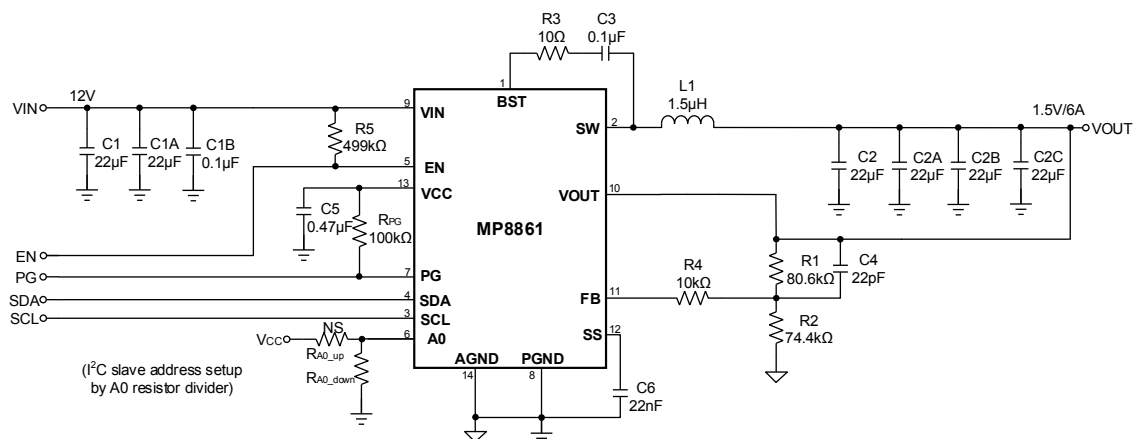 R3
10Ω
C3
0.1µF
1
BST
VIN
12V
9
VIN
C1
22µF
C1A
22µF
C1B
0.1µF
R5
499kΩ
5
EN
13
VCC
C5
0.47µF
RPG
100kΩ
MP8861
SW
2
L1
1.5µH
1.5V/6A
VOUT
C2
22µF
C2A
22µF
C2B
22µF
C2C
22µF
VOUT
10
EN
PG
7
PG
SDA
4
SDA
SCL
3
SCL
VCC
NS
6
A0
RA0_up
RA0_down
(I²C slave address setup
by A0 resistor divider)
R1
80.6kΩ
C4
22pF
R4
10kΩ
FB
11
R2
74.4kΩ
SS
12
AGND
PGND
14
8
C6
22nF